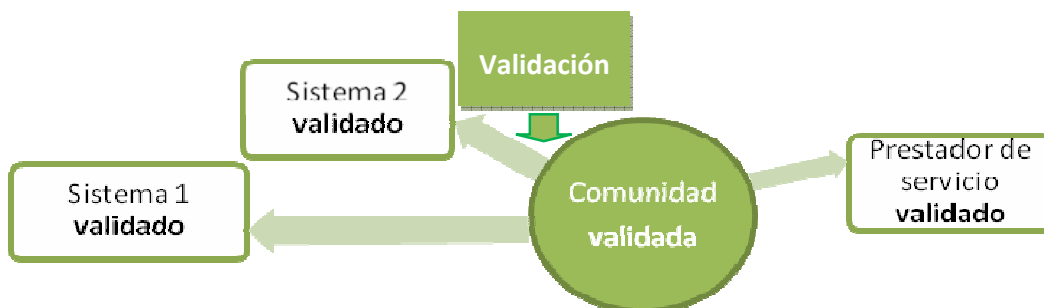 Validación
Sistema 2
validado
Sistema 1
validado
Comunidad
validada
Prestador de
servicio
validado